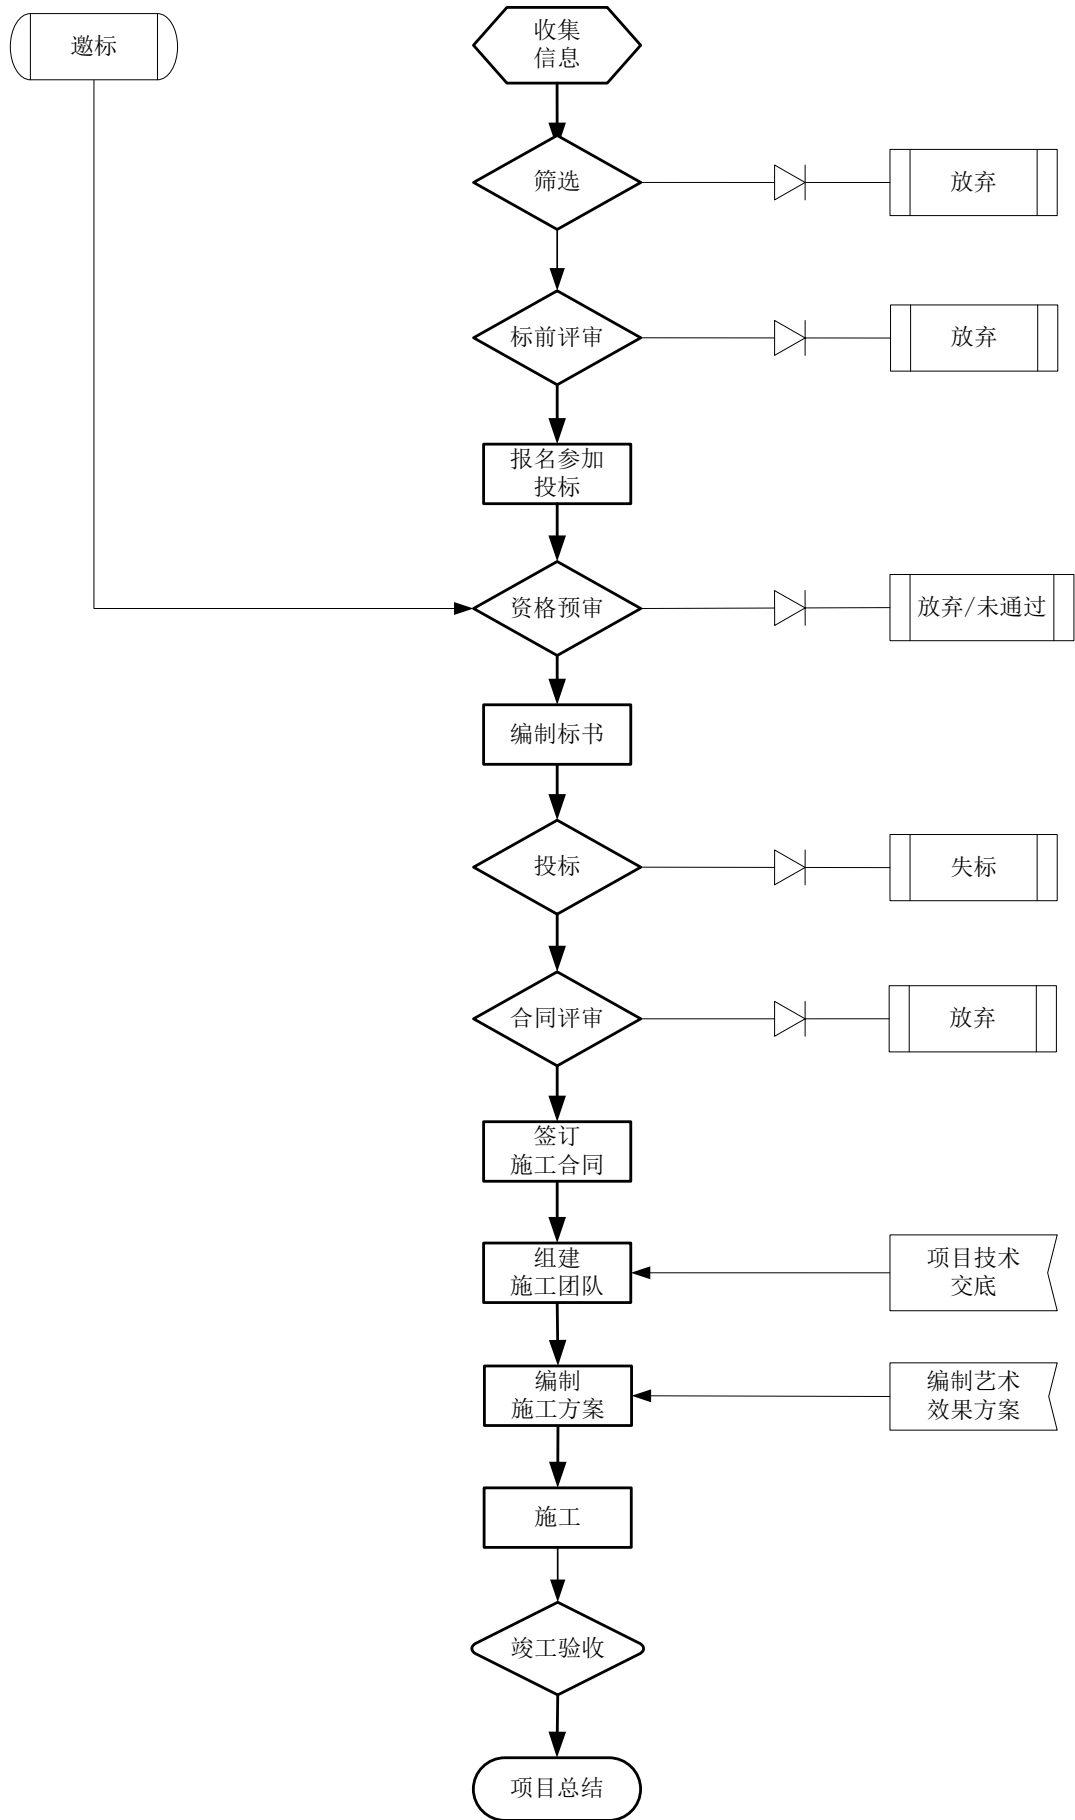 邀标
收集
信息
筛选
放弃
标前评审
放弃
报名参加
投标
资格预审
放弃/未通过
编制标书
投标
失标
合同评审
放弃
签订
施工合同
组建
施工团队
项目技术
交底
编制
施工方案
编制艺术
效果方案
施工
竣工验收
项目总结